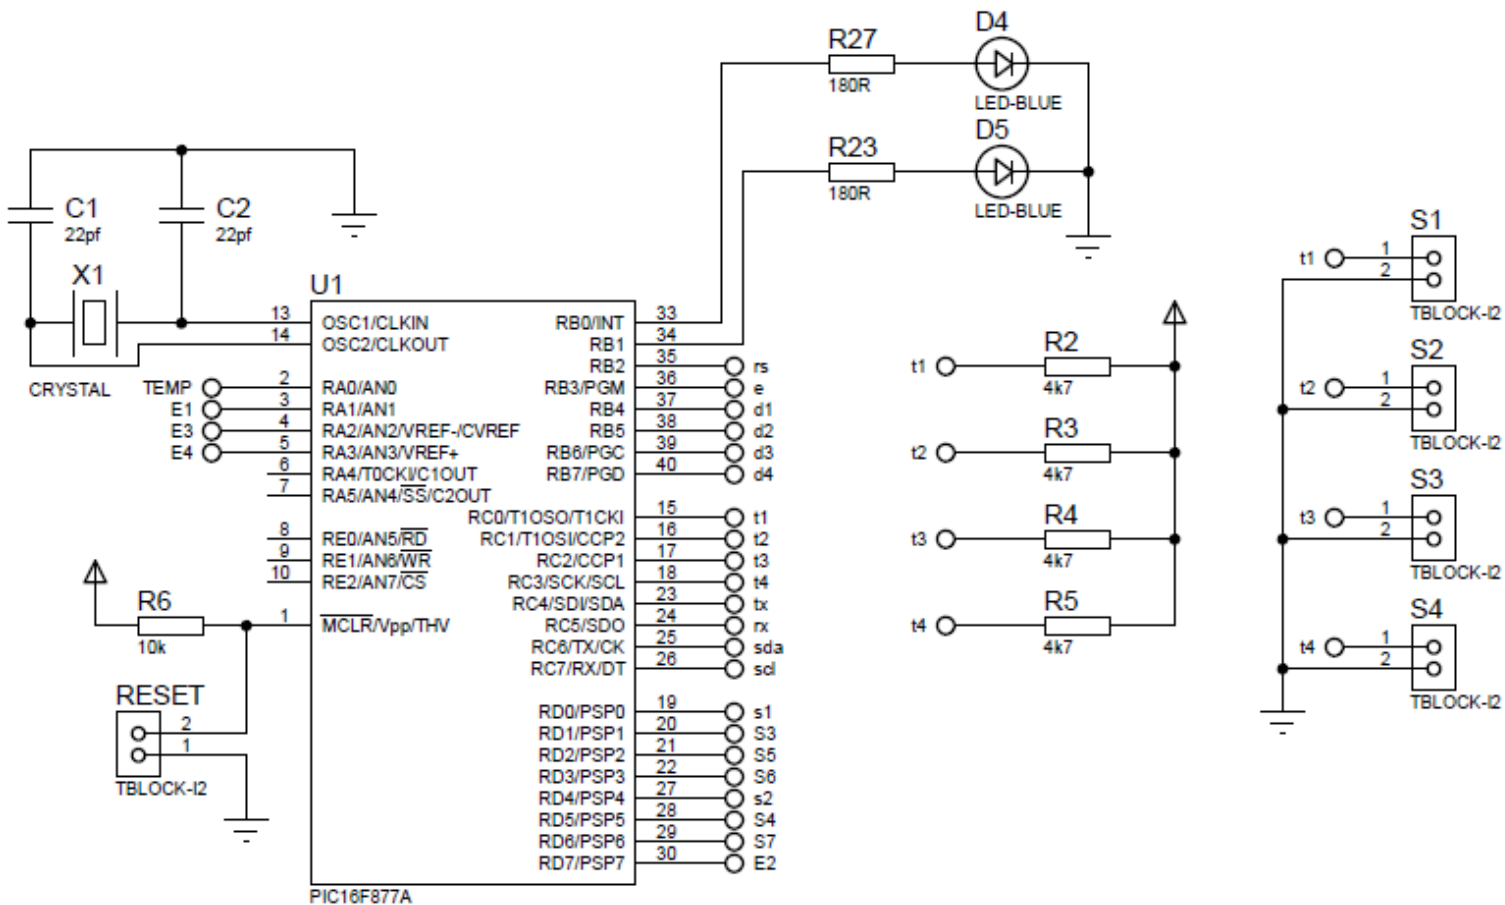 D4
R27
180R
LED-BLUE
D5
R23
180R
LED-BLUE
C1
22pf
C2
22pf
X1
CRYSTAL
U1
13 OSC1/CLKIN
14 OSC2/CLKOUT
TEMP 2 RA0/AN0
E1 3 RA1/AN1
E3 4 RA2/AN2/VREF-/CVREF
E4 5 RA3/AN3/VREF+
6 RA4/T0CKI/C1OUT
7 RA5/AN4/SS/C2OUT
8 RE0/AN5/RD
9 RE1/AN6/WR
10 RE2/AN7/CS
1 MCLR/Vpp/THV
RB0/INT 33
RB1 34
RB2 35 rs
RB3/PGM 36 e
RB4 37 d1
RB5 38 d2
RB6/PGC 39 d3
RB7/PGD 40 d4
RC0/T1OSO/T1CKI 15 t1
RC1/T1OSI/CCP2 16 t2
RC2/CCP1 17 t3
RC3/SCK/SCL 18 t4
RC4/SDI/SDA 23 tx
RC5/SDO 24 rx
RC6/TX/CK 25 sda
RC7/RX/DT 26 scl
RD0/PSP0 19 s1
RD1/PSP1 20 S3
RD2/PSP2 21 S5
RD3/PSP3 22 S6
RD4/PSP4 27 s2
RD5/PSP5 28 S4
RD6/PSP6 29 S7
RD7/PSP7 30 E2
PIC16F877A
R6
10k
RESET
2
1
TBLOCK-I2
R2
t1
4k7
R3
t2
4k7
R4
t3
4k7
R5
t4
4k7
S1
t1 1
2
TBLOCK-I2
S2
t2 1
2
TBLOCK-I2
S3
t3 1
2
TBLOCK-I2
S4
t4 1
2
TBLOCK-I2